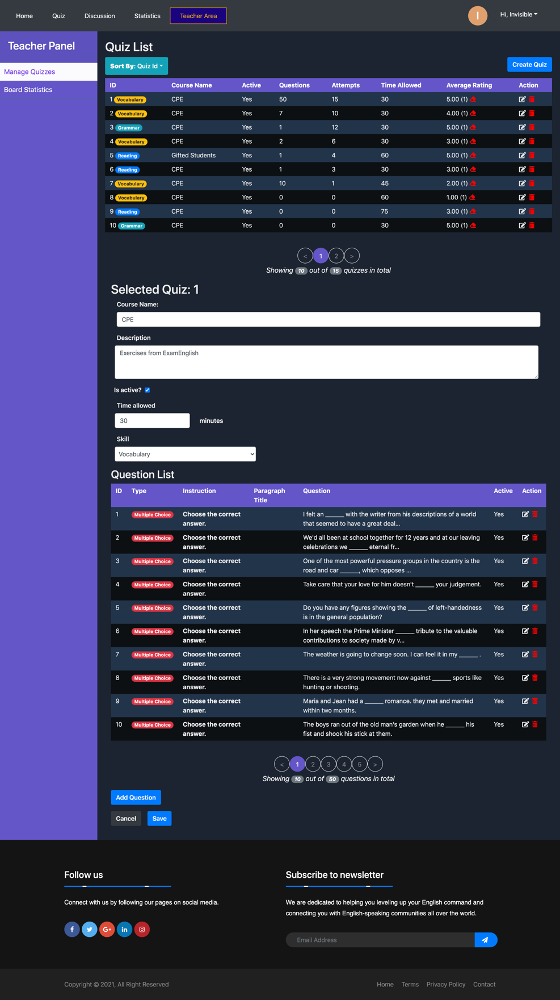 Home Quiz Discussion Statistics Teacher Area I Hi, Invisible
Teacher Panel
Manage Quizzes
Board Statistics
Quiz List
Sort By: Quiz Id
Create Quiz
ID Course Name Active Questions Attempts Time Allowed Average Rating Action
1 Vocabulary CPE Yes 50 15 30 5.00 (1)
2 Vocabulary CPE Yes 7 10 30 4.00 (1)
3 Grammar CPE Yes 1 12 30 5.00 (1)
4 Vocabulary CPE Yes 2 6 30 3.00 (1)
5 Reading Gifted Students Yes 1 4 60 5.00 (1)
6 Reading CPE Yes 1 3 30 3.00 (1)
7 Vocabulary CPE Yes 10 1 45 2.00 (1)
8 Vocabulary CPE Yes 0 0 60 1.00 (1)
9 Reading CPE Yes 0 0 75 3.00 (1)
10 Grammar CPE Yes 0 0 30 5.00 (1)
< 1 2 >
Showing 10 out of 15 quizzes in total
Selected Quiz: 1
Course Name:
CPE
Description
Exercises from ExamEnglish
Is active?
Time allowed
30 minutes
Skill
Vocabulary
Question List
ID Type Instruction Paragraph Title Question Active Action
1 Multiple Choice Choose the correct answer. I felt an ______ with the writer from his descriptions of a world that seemed to have a great deal... Yes
2 Multiple Choice Choose the correct answer. We'd all been at school together for 12 years and at our leaving celebrations we ______ eternal fr... Yes
3 Multiple Choice Choose the correct answer. One of the most powerful pressure groups in the country is the road and car ______, which opposes ... Yes
4 Multiple Choice Choose the correct answer. Take care that your love for him doesn't ______ your judgement. Yes
5 Multiple Choice Choose the correct answer. Do you have any figures showing the ______ of left-handedness is in the general population? Yes
6 Multiple Choice Choose the correct answer. In her speech the Prime Minister ______ tribute to the valuable contributions to society made by v... Yes
7 Multiple Choice Choose the correct answer. The weather is going to change soon. I can feel it in my ______ . Yes
8 Multiple Choice Choose the correct answer. There is a very strong movement now against ______ sports like hunting or shooting. Yes
9 Multiple Choice Choose the correct answer. Maria and Jean had a ______ romance. they met and married within two months. Yes
10 Multiple Choice Choose the correct answer. The boys ran out of the old man's garden when he ______ his fist and shook his stick at them. Yes
< 1 2 3 4 5 >
Showing 10 out of 50 questions in total
Add Question
Cancel Save
Follow us
Connect with us by following our pages on social media.
Subscribe to newsletter
We are dedicated to helping you leveling up your English command and
connecting you with English-speaking communities all over the world.
Email Address
Copyright © 2021, All Right Reserved
Home Terms Privacy Policy Contact